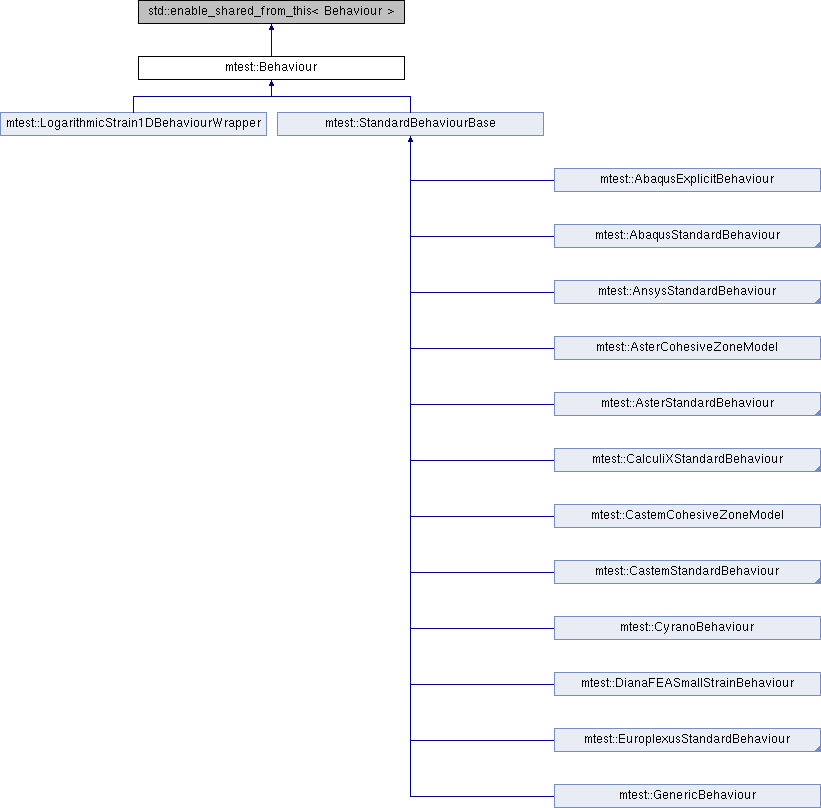 std::enable_shared_from_this< Behaviour >
mtest::Behaviour
mtest::LogarithmicStrain1DBehaviourWrapper
mtest::StandardBehaviourBase
mtest::AbaqusExplicitBehaviour
mtest::AbaqusStandardBehaviour
mtest::AnsysStandardBehaviour
mtest::AsterCohesiveZoneModel
mtest::AsterStandardBehaviour
mtest::CalculiXStandardBehaviour
mtest::CastemCohesiveZoneModel
mtest::CastemStandardBehaviour
mtest::CyranoBehaviour
mtest::DianaFEASmallStrainBehaviour
mtest::EuroplexusStandardBehaviour
mtest::GenericBehaviour